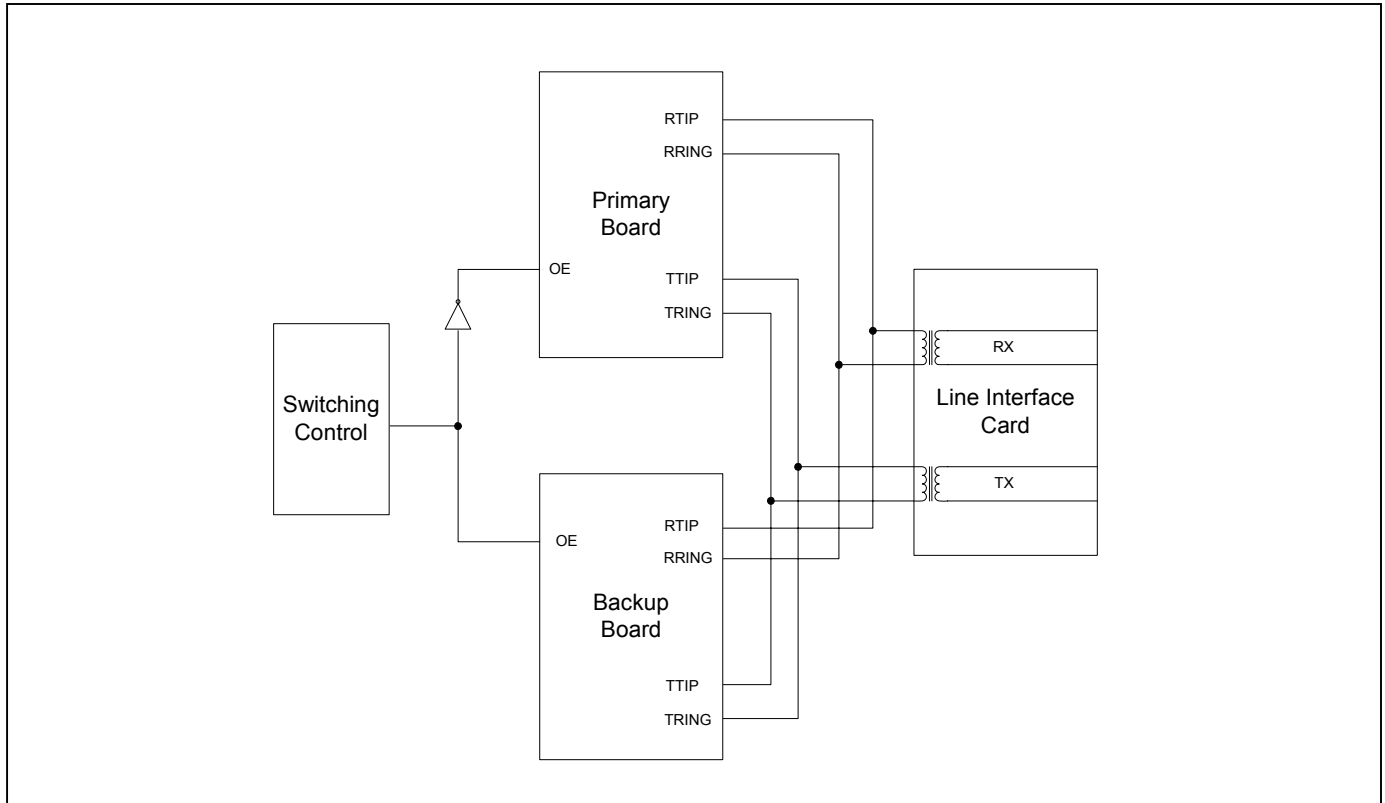 RTIP
RRING
Primary
Board
OE
TTIP
TRING
Switching
Control
RX
Line Interface
Card
TX
RTIP
OE
RRING
Backup
Board
TTIP
TRING